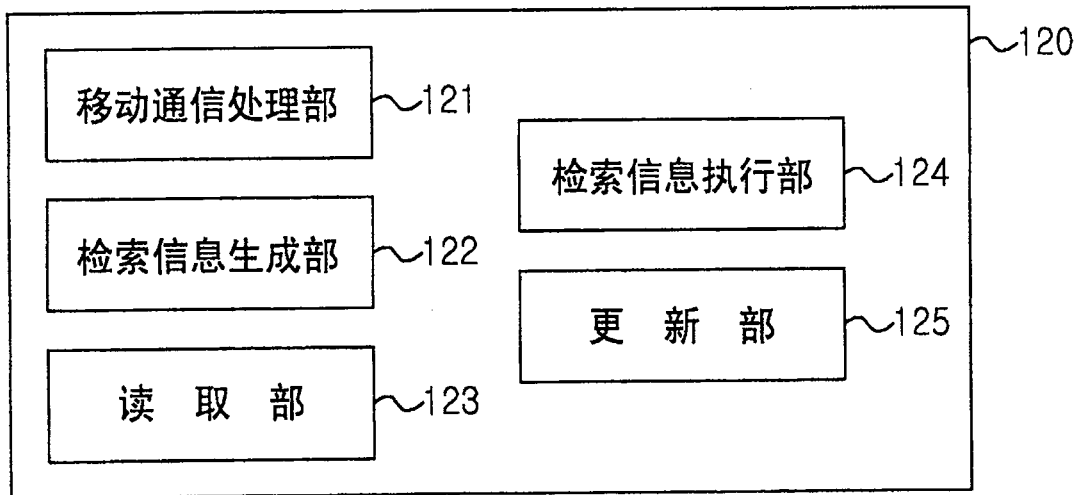 120
移动通信处理部 121
检索信息执行部 124
检索信息生成部 122
更 新 部 125
读 取 部 123